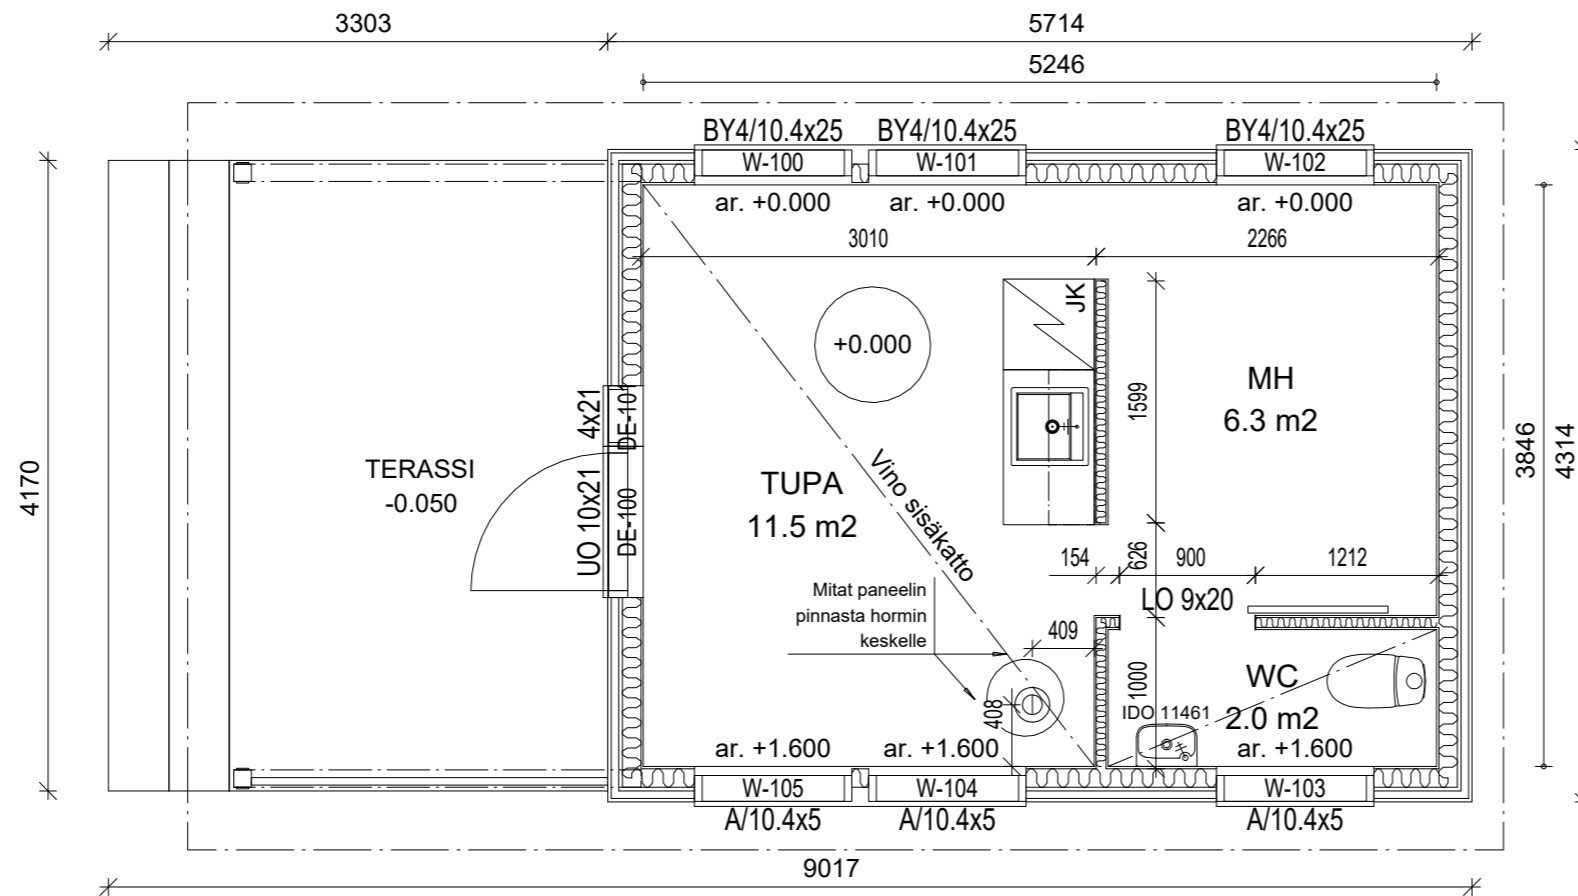 3303
5714
5246
BY4/10.4x25
BY4/10.4x25
BY4/10.4x25
W-100
W-101
W-102
ar. +0.000
ar. +0.000
ar. +0.000
3010
2266
JK
+0.000
MH
6.3 m2
1599
4x21
DE-101
3846
4314
4170
TERASSI
-0.050
TUPA
11.5 m2
Vino sisäkatto
UO 10x21
DE-100
154
626
900
1212
LO 9x20
Mitat paneelin
pinnasta hormin
keskelle
409
408
1000
WC
2.0 m2
IDO 11461
ar. +1.600
ar. +1.600
ar. +1.600
W-105
W-104
W-103
A/10.4x5
A/10.4x5
A/10.4x5
9017